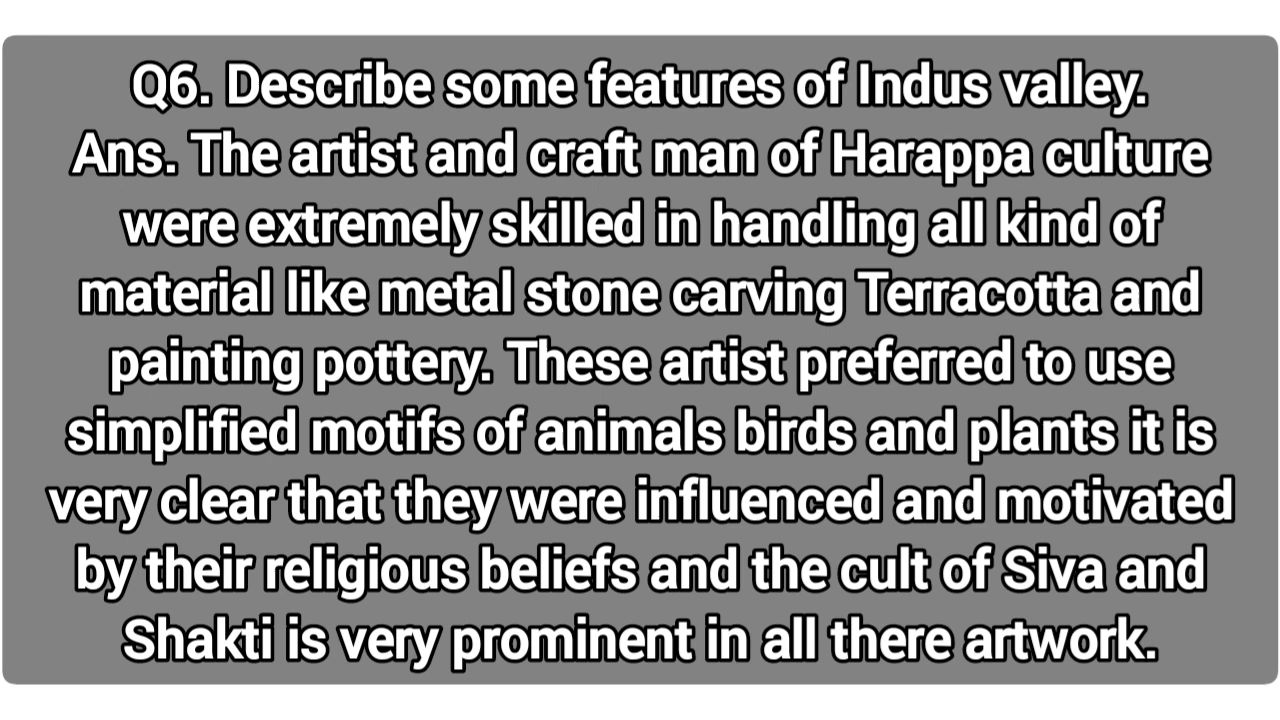 Q6. Describe some features of Indus valley.
Ans. The artist and craft man of Harappa culture
were extremely skilled in handling all kind of
material like metal stone carving Terracotta and
painting pottery. These artist preferred to use
simplified motifs of animals birds and plants it is
very clear that they were influenced and motivated
by their religious beliefs and the cult of Siva and
Shakti is very prominent in all there artwork.